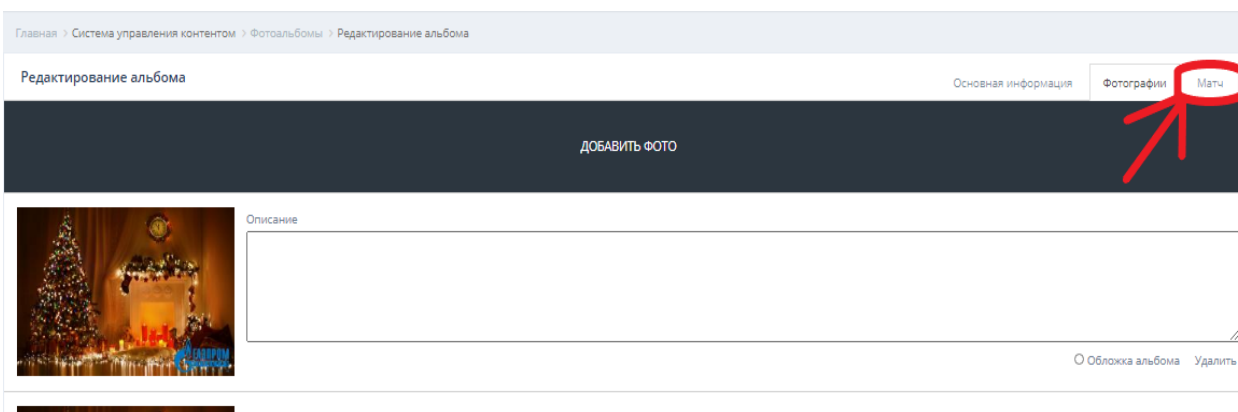 Главная > Система управления контентом > Фотоальбомы > Редактирование альбома
Редактирование альбома
Основная информация
Фотографии
Матч
ДОБАВИТЬ ФОТО
Описание
Обложка альбома
Удалить